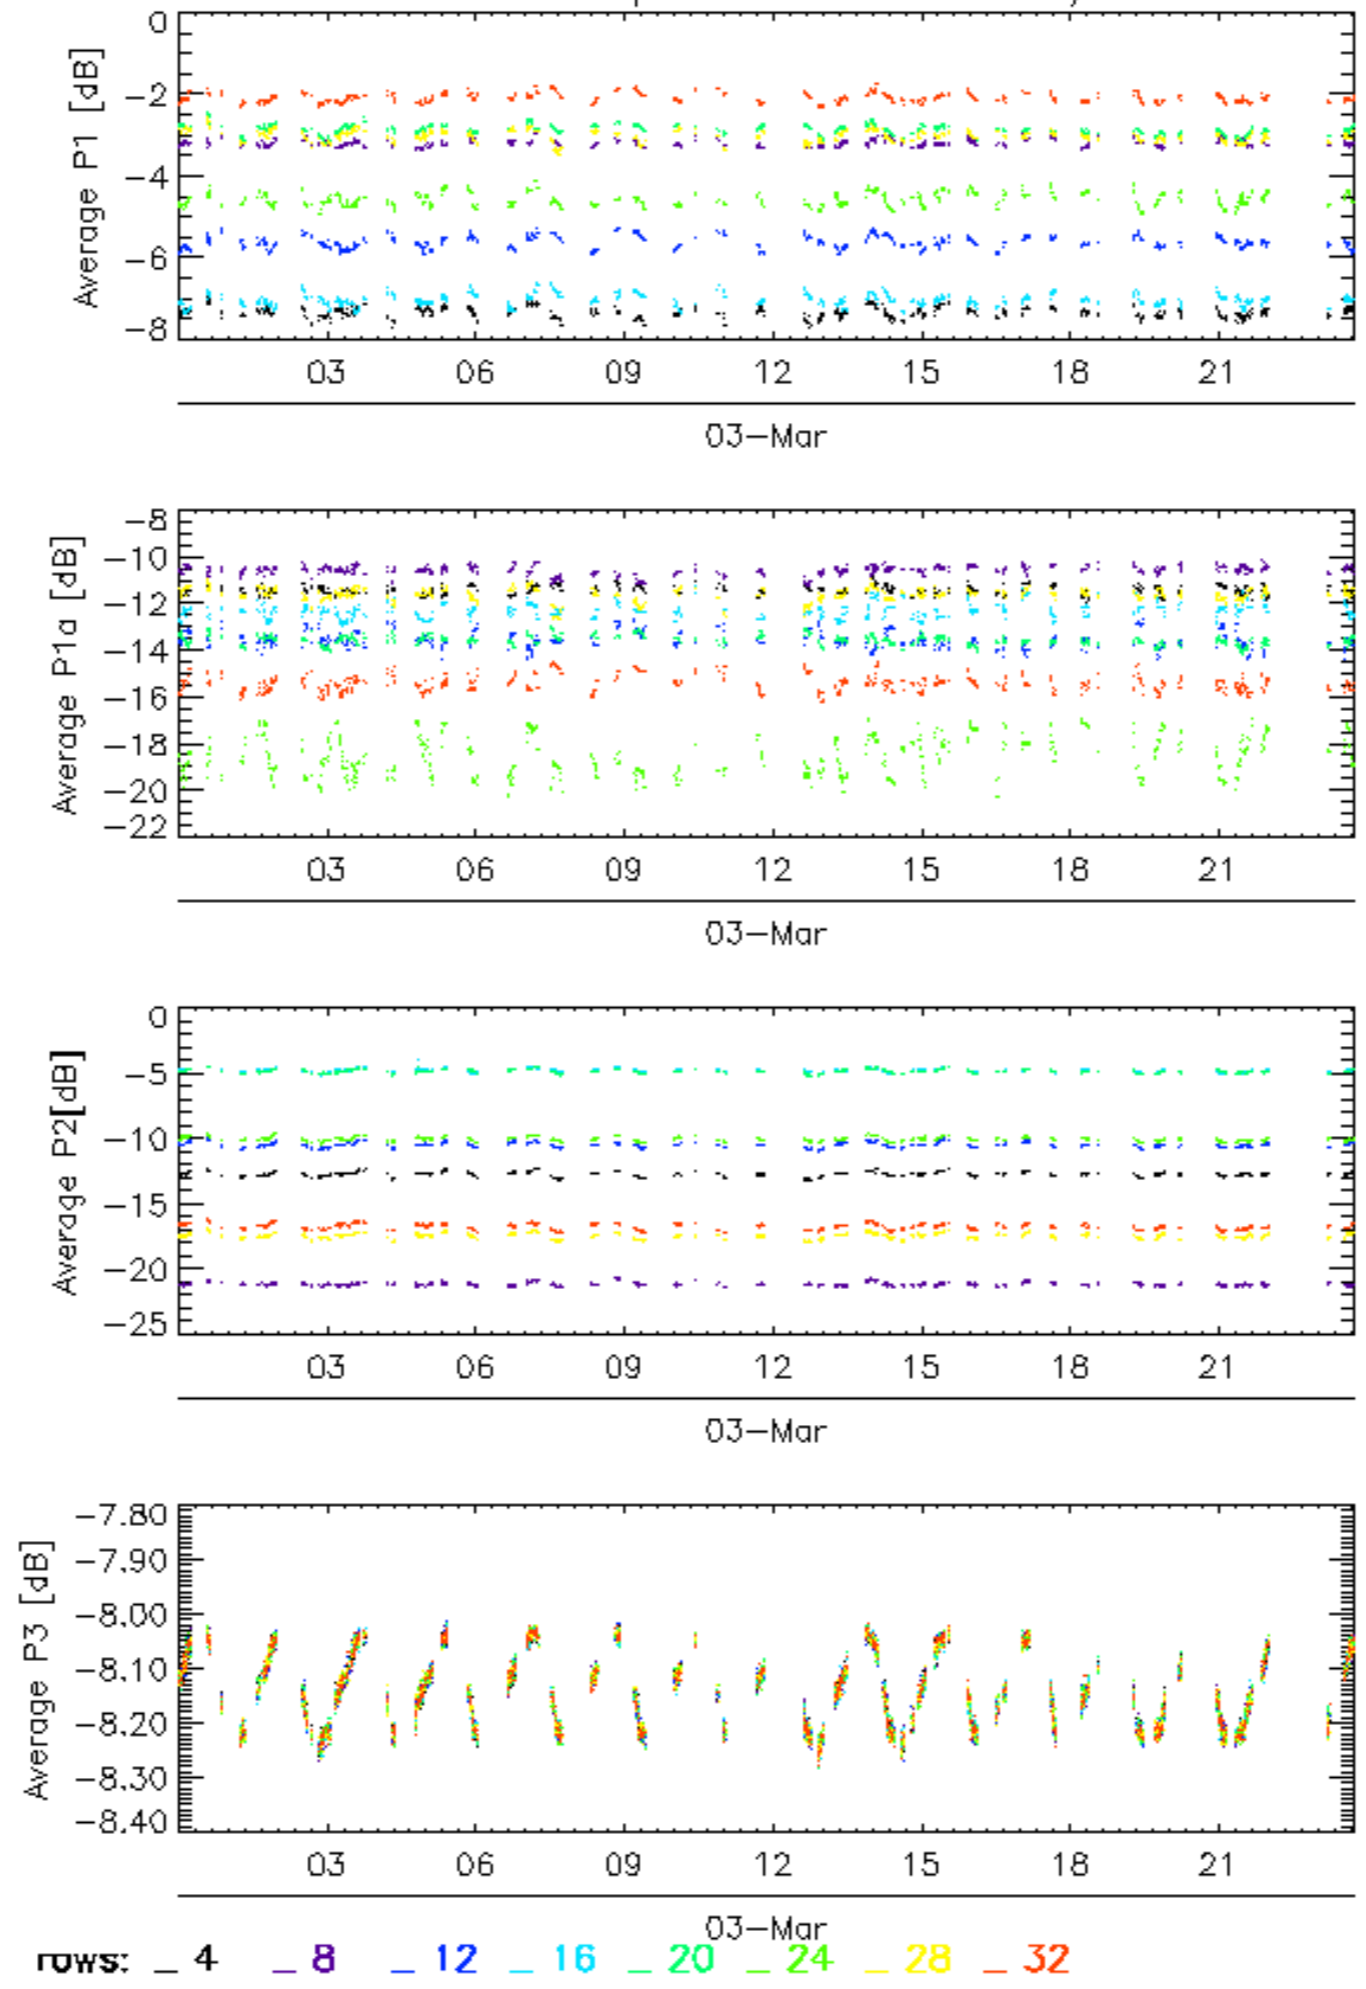 0
-2
-4
-6
-8
Average P1 [dB]
03 06 09 12 15 18 21
03-Mar
-8
-10
-12
-14
-16
-18
-20
-22
Average P1a [dB]
03 06 09 12 15 18 21
03-Mar
0
-5
-10
-15
-20
-25
Average P2[dB]
03 06 09 12 15 18 21
03-Mar
-7.80
-7.90
-8.00
-8.10
-8.20
-8.30
-8.40
Average P3 [dB]
03 06 09 12 15 18 21
03-Mar
rows: _ 4 _ 8 _ 12 _ 16 _ 20 _ 24 _ 28 _ 32